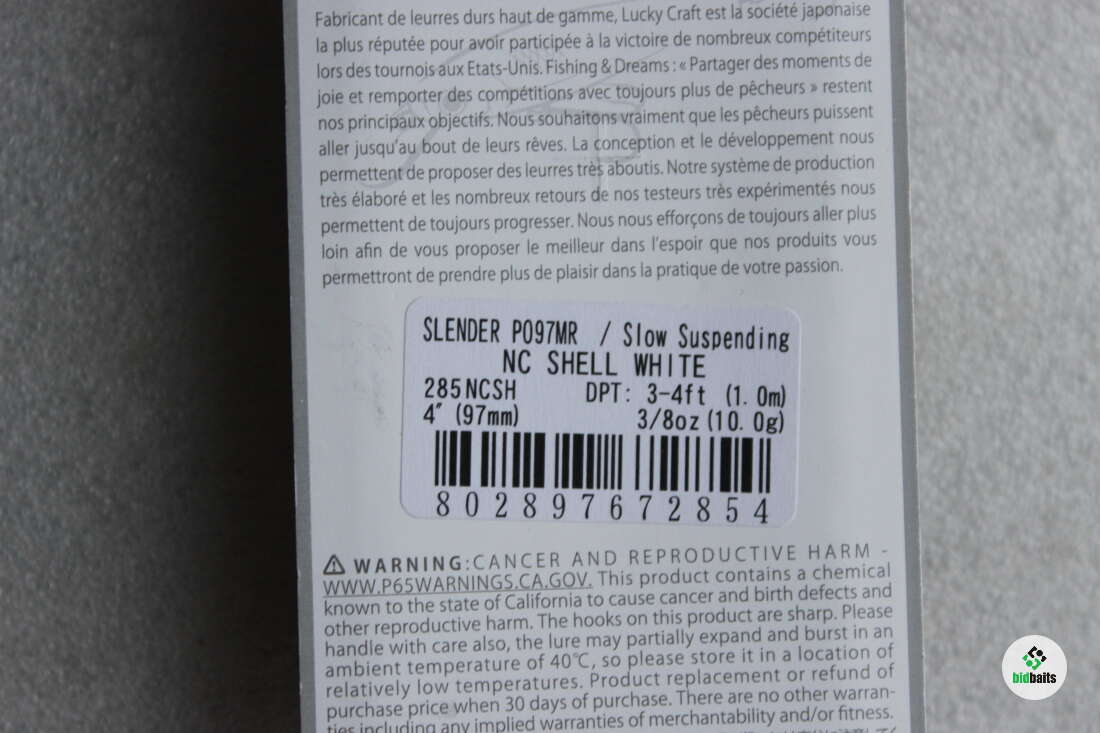 Fabricant de leurres durs haut de gamme, Lucky Craft est la société japonaise
la plus réputée pour avoir participée à la victoire de nombreux compétiteurs
lors des tournois aux Etats-Unis. Fishing & Dreams : « Partager des moments de
joie et remporter des compétitions avec toujours plus de pêcheurs » restent
nos principaux objectifs. Nous souhaitons vraiment que les pêcheurs puissent
aller jusqu'au bout de leurs rêves. La conception et le développement nous
permettent de proposer des leurres très aboutis. Notre système de production
très élaboré et les nombreux retours de nos testeurs très expérimentés nous
permettent de toujours progresser. Nous nous efforçons de toujours aller plus
loin afin de vous proposer le meilleur dans l'espoir que nos produits vous
permettront de prendre plus de plaisir dans la pratique de votre passion.
SLENDER PO97MR / Slow Suspending
NC SHELL WHITE
285NCSH DPT: 3-4ft (1.0m)
4″ (97mm) 3/8oz (10.0g)
802897672854
⚠ WARNING:CANCER AND REPRODUCTIVE HARM -
WWW.P65WARNINGS.CA.GOV. This product contains a chemical
known to the state of California to cause cancer and birth defects and
other reproductive harm. The hooks on this product are sharp. Please
handle with care also, the lure may partially expand and burst in an
ambient temperature of 40℃, so please store it in a location of
relatively low temperatures. Product replacement or refund of
purchase price when 30 days of purchase. There are no other warran-
ties including any implied warranties of merchantability and/or fitness.
bidbaits